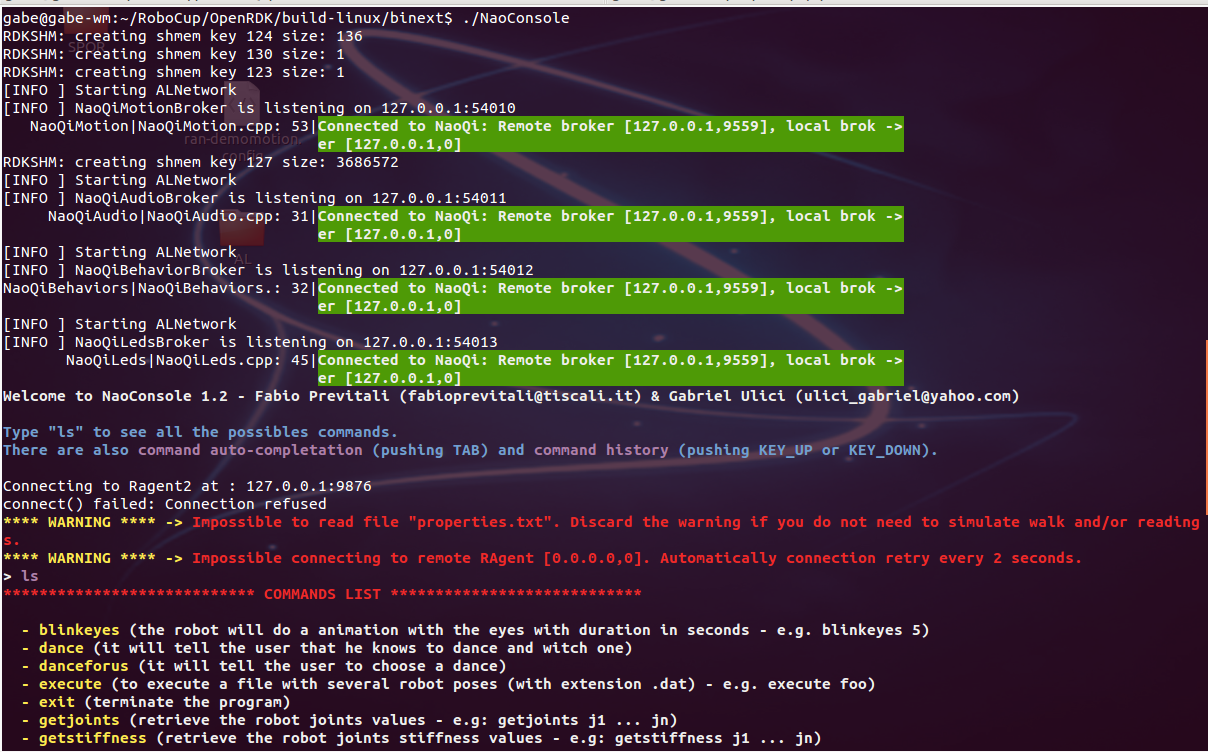 gabe@gabe-wm:~/RoboCup/OpenRDK/build-linux/binext$ ./NaoConsole
RDKSHM: creating shmem key 124 size: 136
SPQR
RDKSHM: creating shmem key 130 size: 1
RDKSHM: creating shmem key 123 size: 1
[INFO ] Starting ALNetwork
[INFO ] NaoQiMotionBroker is listening on 127.0.0.1:54010
NaoQiMotion|NaoQiMotion.cpp: 53|Connected to NaoQi: Remote broker [127.0.0.1,9559], local brok ->
ran-demomotion.
er [127.0.0.1,0]
config
RDKSHM: creating shmem key 127 size: 3686572
[INFO ] Starting ALNetwork
[INFO ] NaoQiAudioBroker is listening on 127.0.0.1:54011
NaoQiAudio|NaoQiAudio.cpp: 31|Connected to NaoQi: Remote broker [127.0.0.1,9559], local brok ->
er [127.0.0.1,0]
[INFO ] Starting ALNetwork
AL
[INFO ] NaoQiBehaviorBroker is listening on 127.0.0.1:54012
NaoQiBehaviors|NaoQiBehaviors.: 32|Connected to NaoQi: Remote broker [127.0.0.1,9559], local brok ->
er [127.0.0.1,0]
[INFO ] Starting ALNetwork
[INFO ] NaoQiLedsBroker is listening on 127.0.0.1:54013
NaoQiLeds|NaoQiLeds.cpp: 45|Connected to NaoQi: Remote broker [127.0.0.1,9559], local brok ->
er [127.0.0.1,0]
Welcome to NaoConsole 1.2 - Fabio Previtali (fabioprevitali@tiscali.it) & Gabriel Ulici (ulici_gabriel@yahoo.com)
Type "ls" to see all the possibles commands.
There are also command auto-completation (pushing TAB) and command history (pushing KEY_UP or KEY_DOWN).
Connecting to Ragent2 at : 127.0.0.1:9876
connect() failed: Connection refused
**** WARNING **** -> Impossible to read file "properties.txt". Discard the warning if you do not need to simulate walk and/or reading
s.
**** WARNING **** -> Impossible connecting to remote RAgent [0.0.0.0,0]. Automatically connection retry every 2 seconds.
> ls
**************************** COMMANDS LIST ****************************
- blinkeyes (the robot will do a animation with the eyes with duration in seconds - e.g. blinkeyes 5)
- dance (it will tell the user that he knows to dance and witch one)
- danceforus (it will tell the user to choose a dance)
- execute (to execute a file with several robot poses (with extension .dat) - e.g. execute foo)
- exit (terminate the program)
- getjoints (retrieve the robot joints values - e.g: getjoints j1 ... jn)
- getstiffness (retrieve the robot joints stiffness values - e.g: getstiffness j1 ... jn)